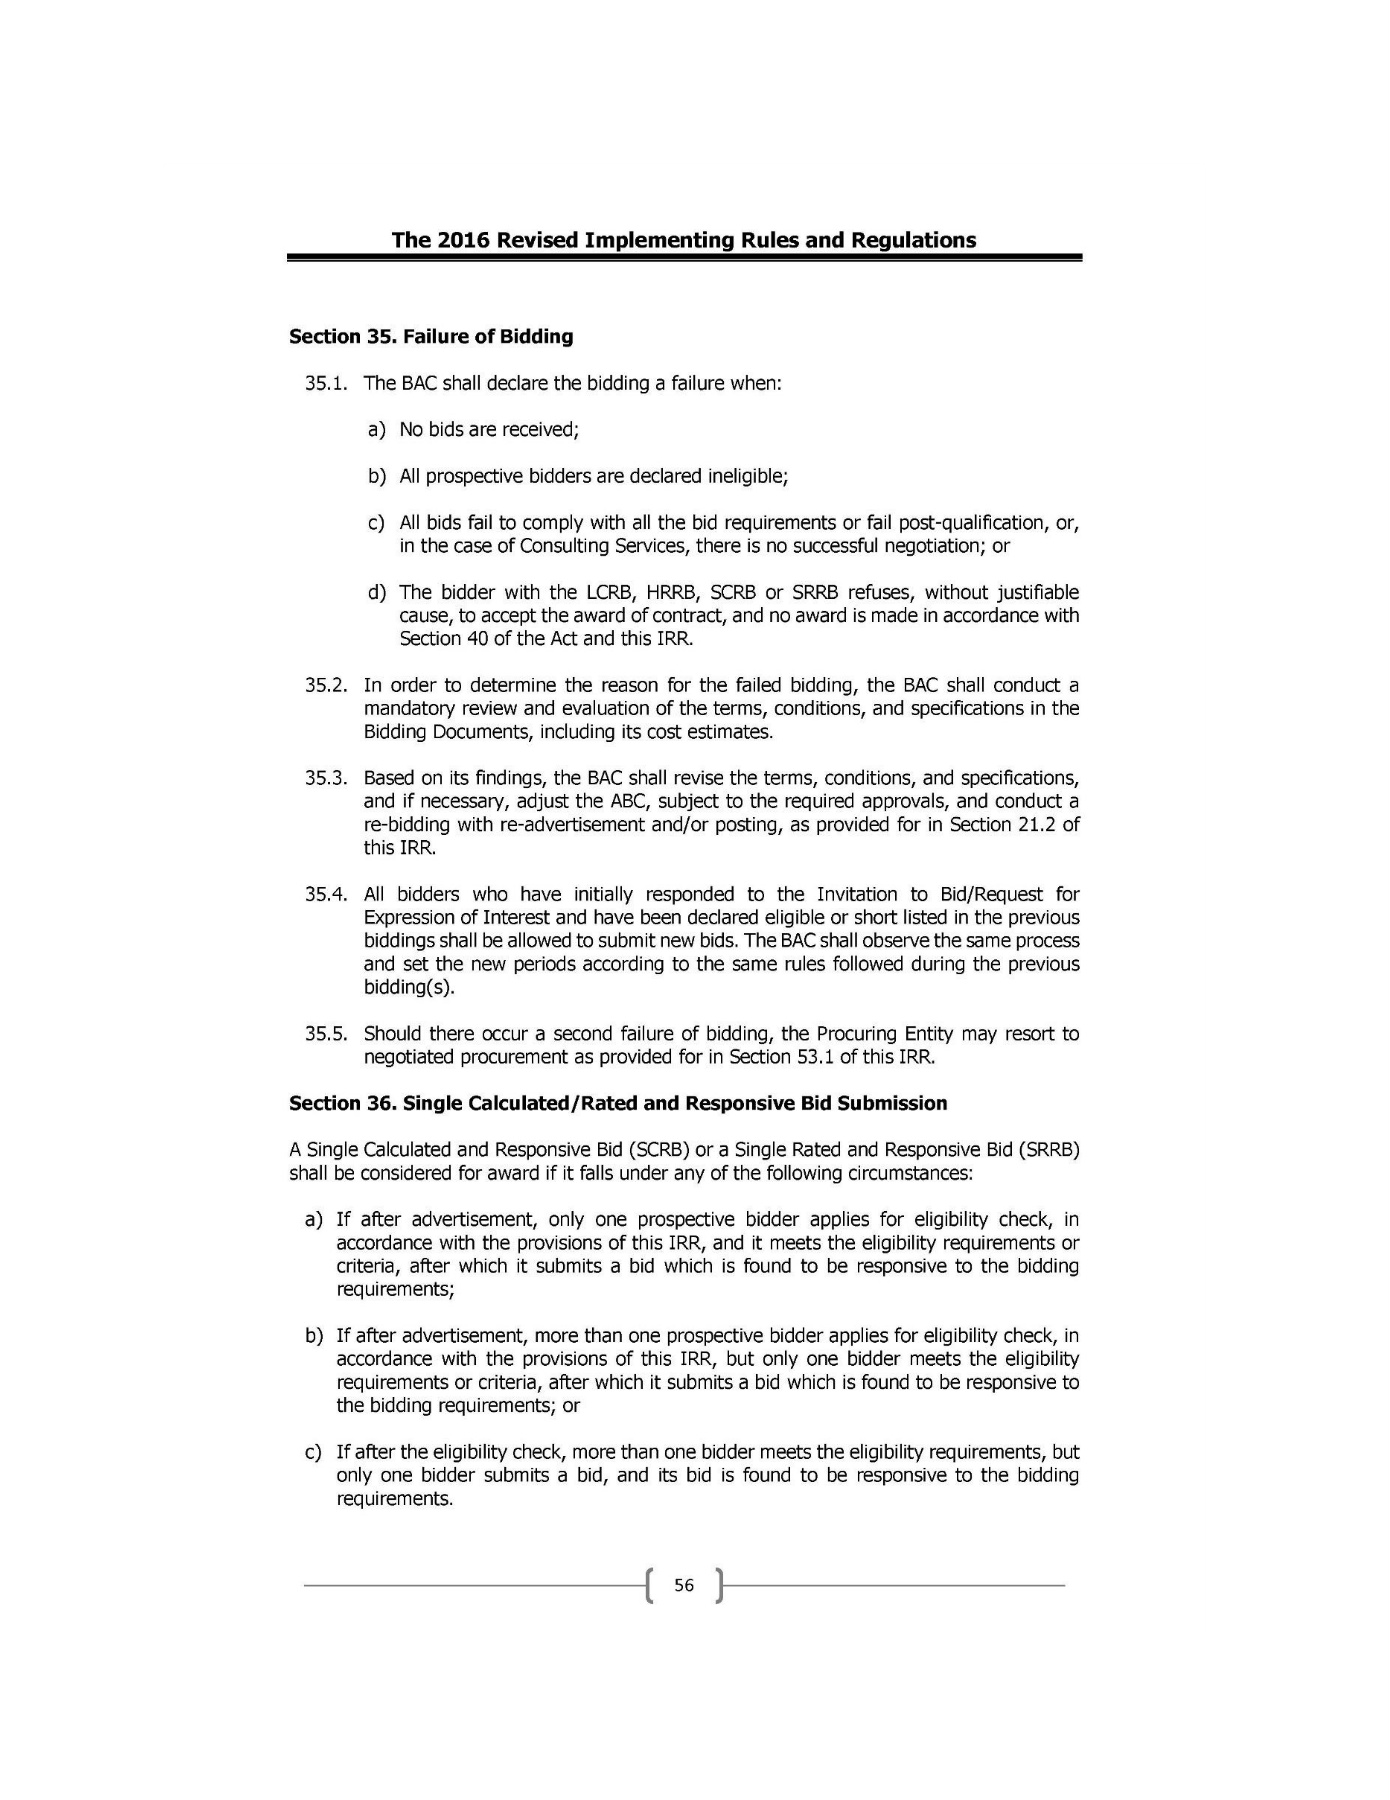 The 2016 Revised Implementing Rules and Regulations
Section 35. Failure of Bidding
35.1. The BAC shall declare the bidding a failure when:
a) No bids are received;
b) All prospective bidders are declared ineligible;
c) All bids fail to comply with all the bid requirements or fail post-qualification, or,
in the case of Consulting Services, there is no successful negotiation; or
d) The bidder with the LCRB, HRRB, SCRB or SRRB refuses, without justifiable
cause, to accept the award of contract, and no award is made in accordance with
Section 40 of the Act and this IRR.
35.2. In order to determine the reason for the failed bidding, the BAC shall conduct a
mandatory review and evaluation of the terms, conditions, and specifications in the
Bidding Documents, including its cost estimates.
35.3. Based on its findings, the BAC shall revise the terms, conditions, and specifications,
and if necessary, adjust the ABC, subject to the required approvals, and conduct a
re-bidding with re-advertisement and/or posting, as provided for in Section 21.2 of
this IRR.
35.4. All bidders who have initially responded to the Invitation to Bid/Request for
Expression of Interest and have been declared eligible or short listed in the previous
biddings shall be allowed to submit new bids. The BAC shall observe the same process
and set the new periods according to the same rules followed during the previous
bidding(s).
35.5. Should there occur a second failure of bidding, the Procuring Entity may resort to
negotiated procurement as provided for in Section 53.1 of this IRR.
Section 36. Single Calculated/Rated and Responsive Bid Submission
A Single Calculated and Responsive Bid (SCRB) or a Single Rated and Responsive Bid (SRRB)
shall be considered for award if it falls under any of the following circumstances:
a) If after advertisement, only one prospective bidder applies for eligibility check, in
accordance with the provisions of this IRR, and it meets the eligibility requirements or
criteria, after which it submits a bid which is found to be responsive to the bidding
requirements;
b) If after advertisement, more than one prospective bidder applies for eligibility check, in
accordance with the provisions of this IRR, but only one bidder meets the eligibility
requirements or criteria, after which it submits a bid which is found to be responsive to
the bidding requirements; or
c) If after the eligibility check, more than one bidder meets the eligibility requirements, but
only one bidder submits a bid, and its bid is found to be responsive to the bidding
requirements.
56